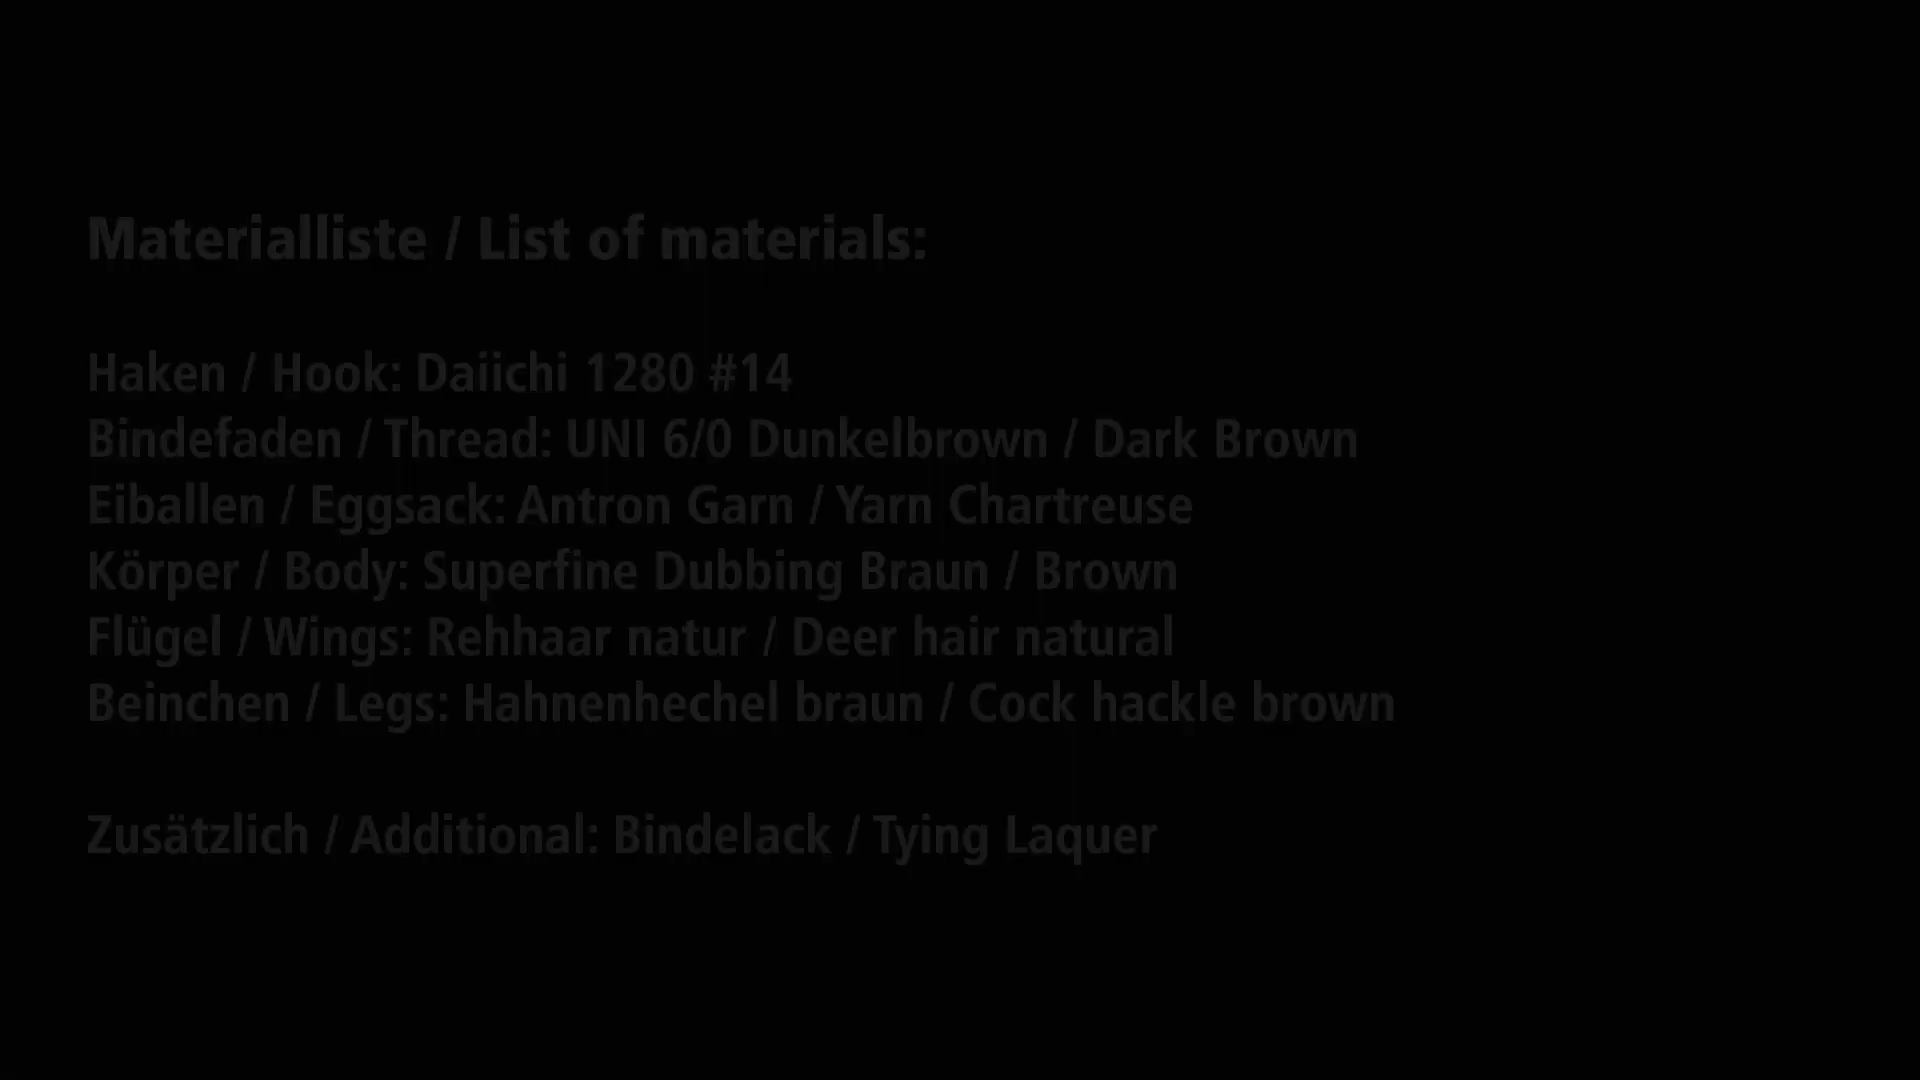 Materialliste / List of materials:
Haken / Hook: Daiichi 1280 #14
Bindefaden / Thread: UNI 6/0 Dunkelbrown / Dark Brown
Eiballen / Eggsack: Antron Garn / Yarn Chartreuse
Körper / Body: Superfine Dubbing Braun / Brown
Flügel / Wings: Rehhaar natur / Deer hair natural
Beinchen / Legs: Hahnenhechel braun / Cock hackle brown
Zusätzlich / Additional: Bindelack / Tying Laquer